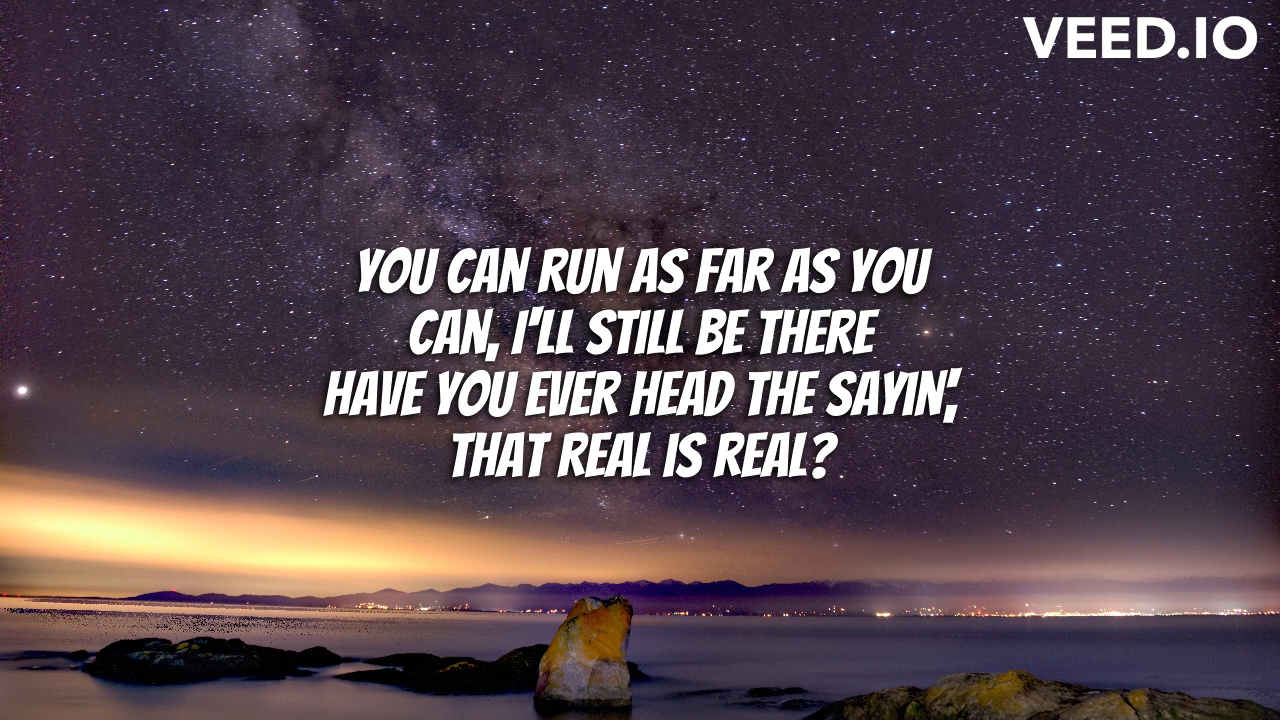 VEED.IO
YOU CAN RUN AS FAR AS YOU
CAN, I'LL STILL BE THERE
HAVE YOU EVER HEAD THE SAYIN',
THAT REAL IS REAL?